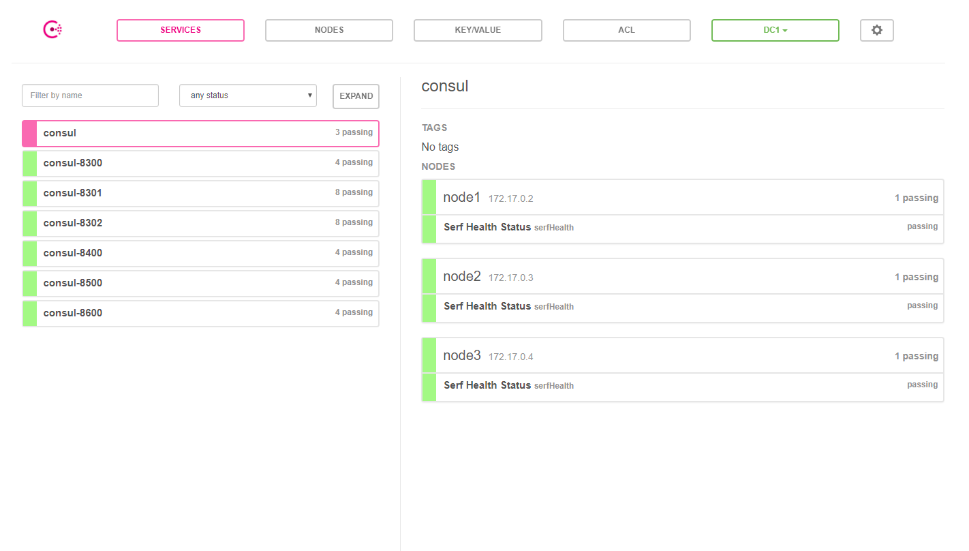 SERVICES NODES KEY/VALUE ACL DC1
Filter by name any status EXPAND
consul 3 passing
consul-8300 4 passing
consul-8301 8 passing
consul-8302 8 passing
consul-8400 4 passing
consul-8500 4 passing
consul-8600 4 passing
consul
TAGS
No tags
NODES
node1 172.17.0.2 1 passing
Serf Health Status serfHealth passing
node2 172.17.0.3 1 passing
Serf Health Status serfHealth passing
node3 172.17.0.4 1 passing
Serf Health Status serfHealth passing